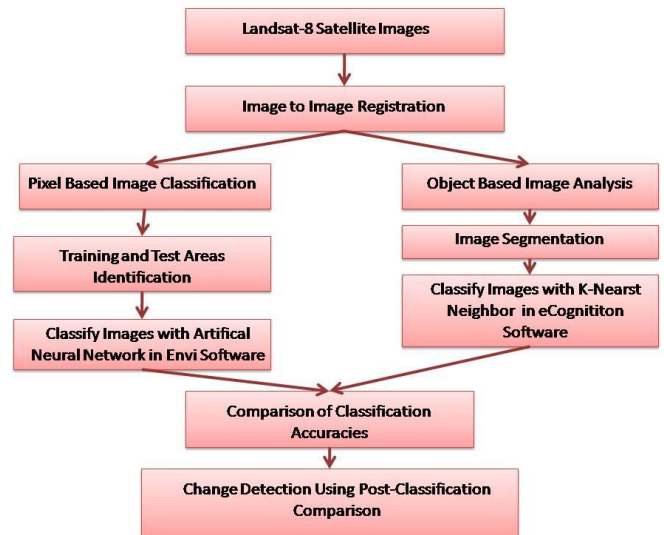 Landsat-8 Satellite Images
Image to Image Registration
Pixel Based Image Classification
Object Based Image Analysis
Training and Test Areas
Identification
Image Segmentation
Classify Images with K-Nearst
Neighbor in eCognititon
Software
Classify Images with Artifical
Neural Network in Envi Software
Comparison of Classification
Accuracies
Change Detection Using Post-Classification
Comparison